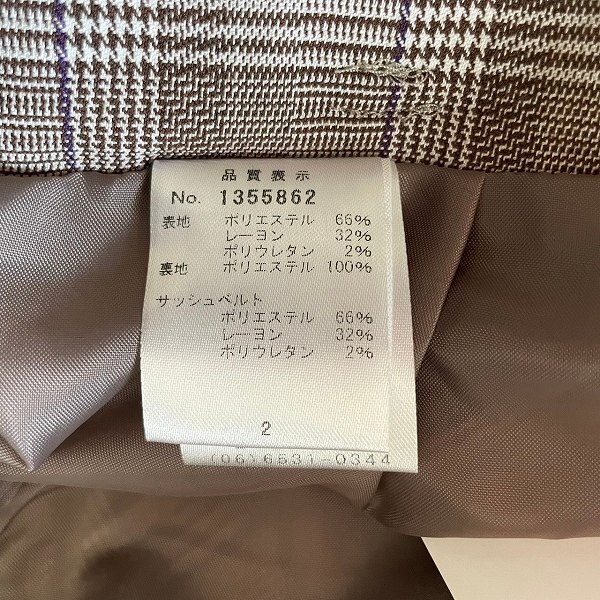 品質表示
No. 1355862
表地 ポリエステル 66%
レーヨン 32%
ポリウレタン 2%
裏地 ポリエステル 100%
サッシュベルト
ポリエステル 66%
レーヨン 32%
ポリウレタン 2%
2
(06)6531-0344